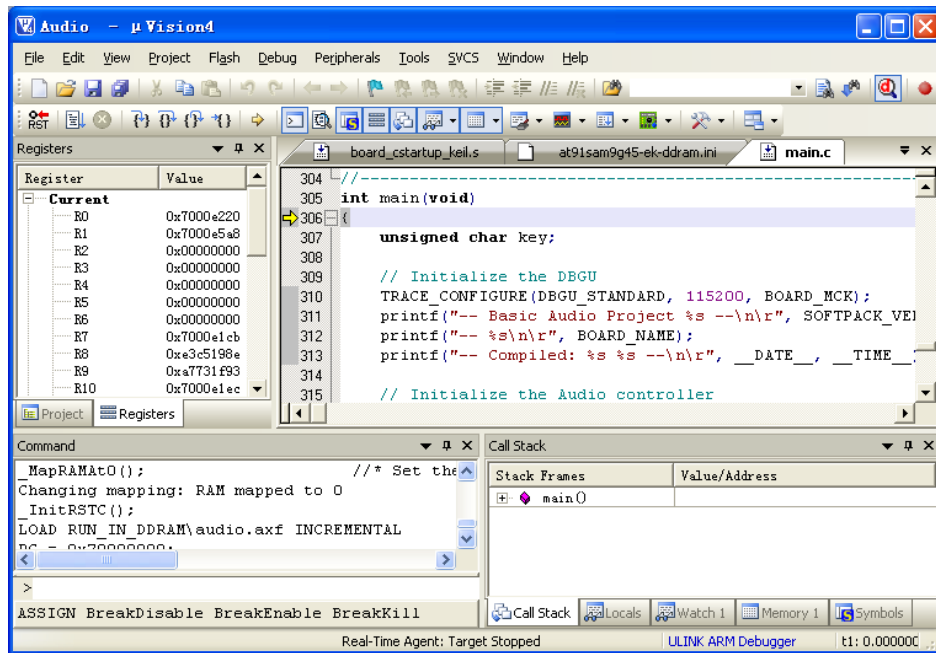 Audio - µVision4
File Edit View Project Flash Debug Peripherals Tools SVCS Window Help
RST
Registers
Register Value
Current
R0 0x7000e220
R1 0x7000e5a8
R2 0x00000000
R3 0x00000000
R4 0x00000000
R5 0x00000000
R6 0x00000000
R7 0x7000e1cb
R8 0xe3c5198e
R9 0xa7731f93
R10 0x7000e1ec
Project Registers
board_cstartup_keil.s at91sam9g45-ek-ddram.ini main.c
304 //----------------------------------------------------------
305 int main(void)
306 {
307 unsigned char key;
308
309 // Initialize the DBGU
310 TRACE_CONFIGURE(DBGU_STANDARD, 115200, BOARD_MCK);
311 printf("-- Basic Audio Project %s --\n\r", SOFTPACK_VE
312 printf("-- %s\n\r", BOARD_NAME);
313 printf("-- Compiled: %s %s --\n\r", __DATE__, __TIME__
314
315 // Initialize the Audio controller
Command
_MapRAMAt0(); //* Set the
Changing mapping: RAM mapped to 0
_InitRSTC();
LOAD RUN_IN_DDRAM\audio.axf INCREMENTAL
PC = 0x70000000;
>
ASSIGN BreakDisable BreakEnable BreakKill
Call Stack
Stack Frames Value/Address
main()
Call Stack Locals Watch 1 Memory 1 Symbols
Real-Time Agent: Target Stopped ULINK ARM Debugger t1: 0.000000